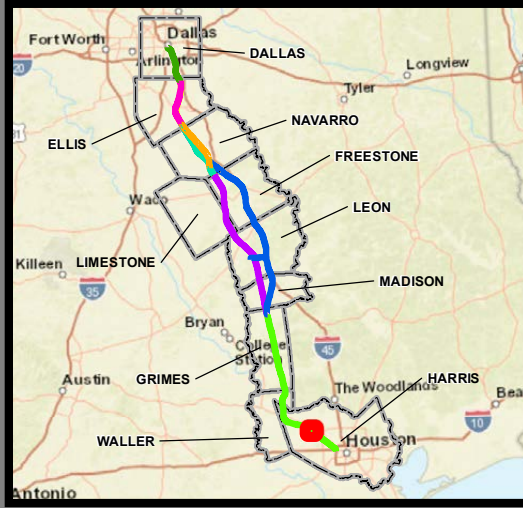 Dallas
Fort Worth
DALLAS
Arlington
Longview
20
Tyler
NAVARRO
ELLIS
FREESTONE
Waco
LEON
LIMESTONE
Killeen
MADISON
35
Bryan
College
Station
45
GRIMES
Austin
The Woodlands
HARRIS
10
WALLER
Houston
Antonio